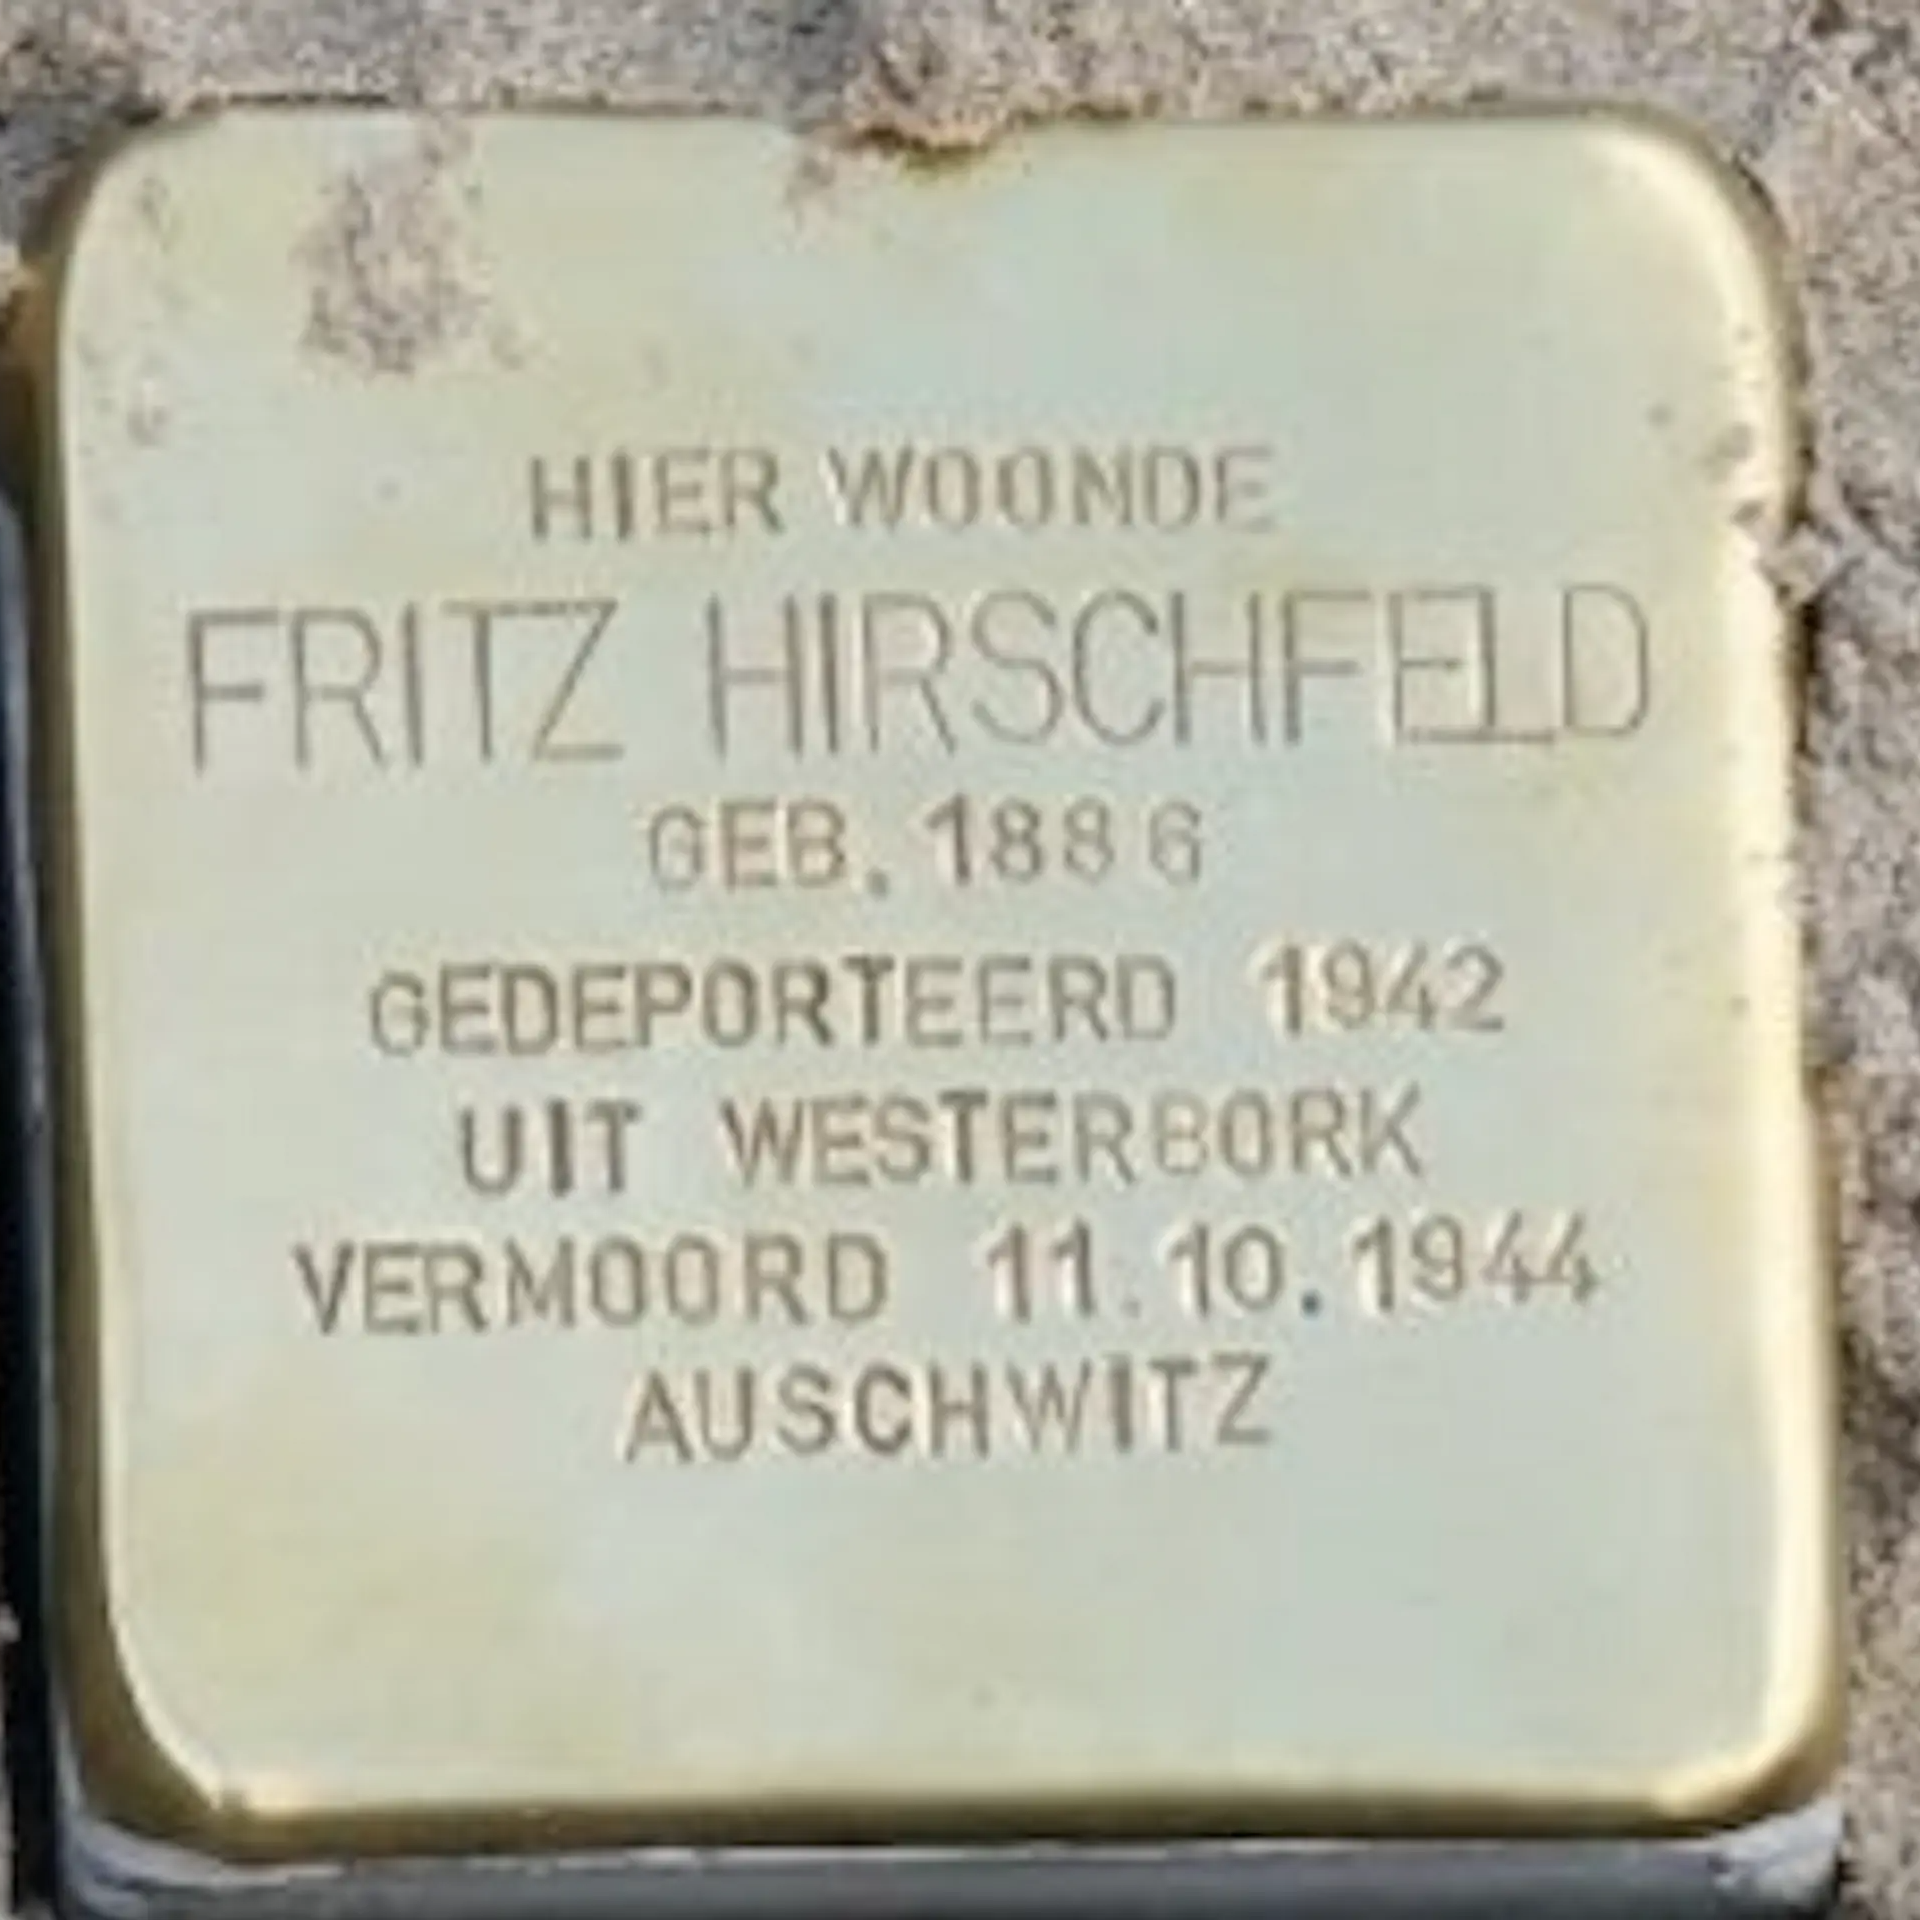 HIER WOONDE
FRITZ HIRSCHFELD
GEB. 1886
GEDEPORTEERD 1942
UIT WESTERBORK
VERMOORD 11.10.1944
AUSCHWITZ